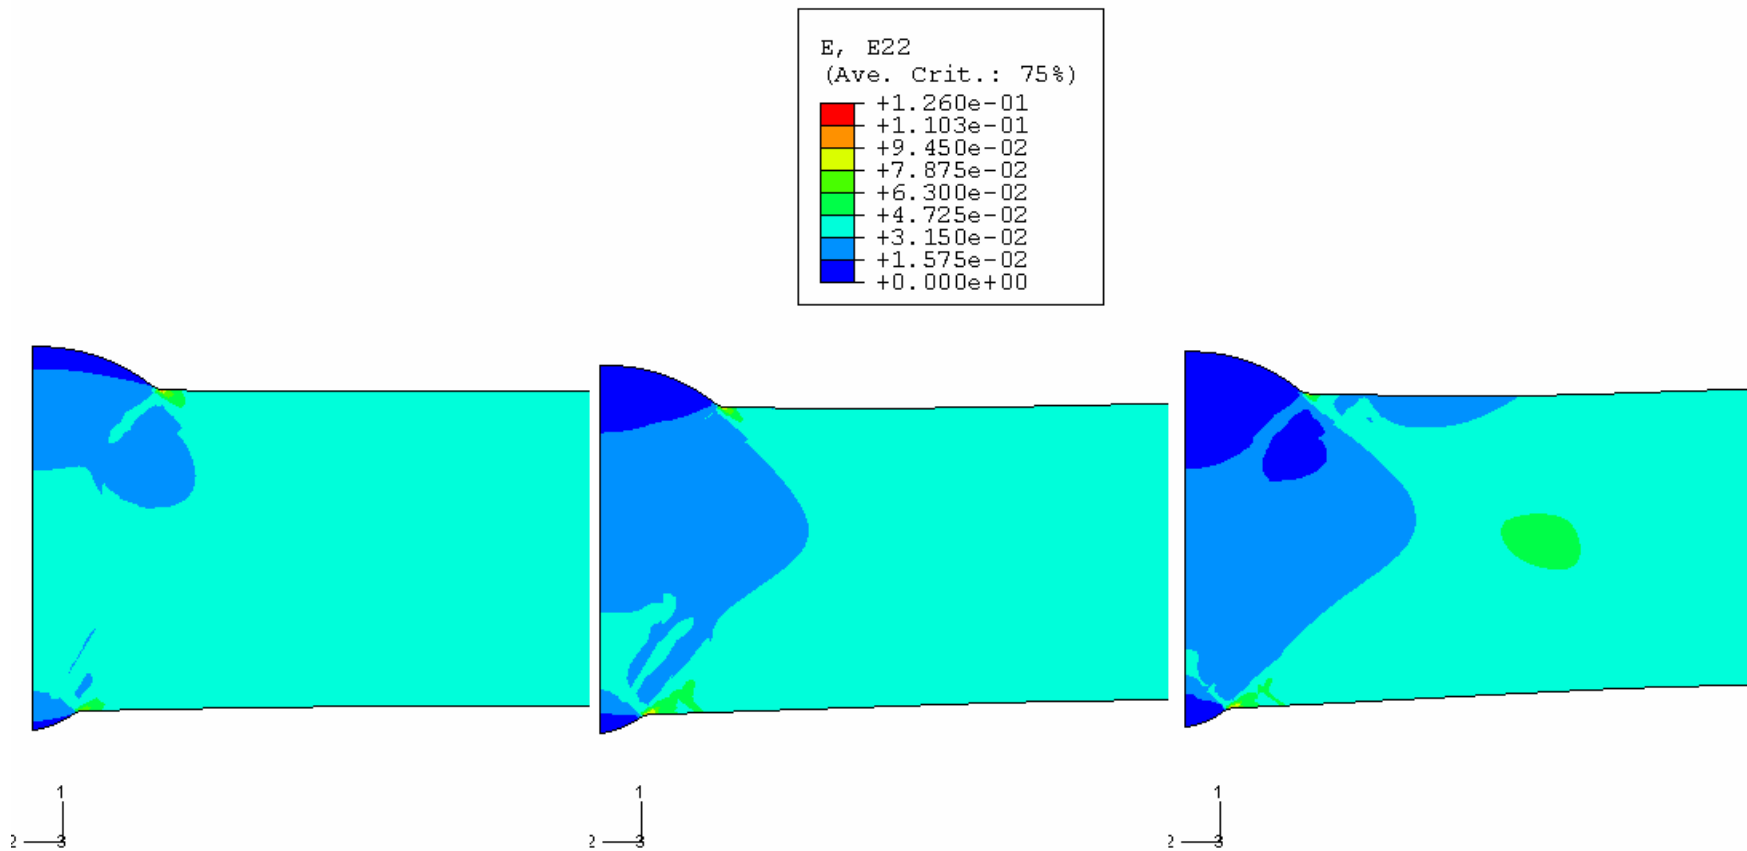 E, E22
(Ave. Crit.: 75%)
+1.260e-01
+1.103e-01
+9.450e-02
+7.875e-02
+6.300e-02
+4.725e-02
+3.150e-02
+1.575e-02
+0.000e+00
1 1 1
2 3 2 3 2 3